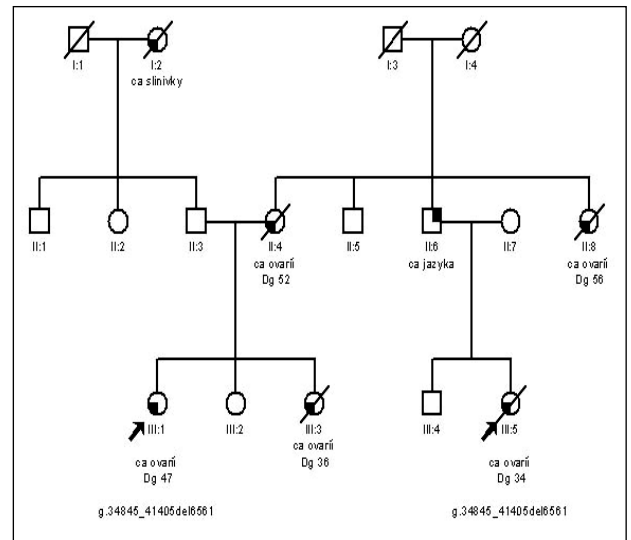 I:1
I:2
ca slinivky
I:3
I:4
II:1
II:2
II:3
II:4
ca ovarií
Dg 52
II:5
II:6
ca jazyka
II:7
II:8
ca ovarií
Dg 56
III:1
ca ovarií
Dg 47
III:2
III:3
ca ovarií
Dg 36
III:4
III:5
ca ovarií
Dg 34
g.34845_41405del6561
g.34845_41405del6561